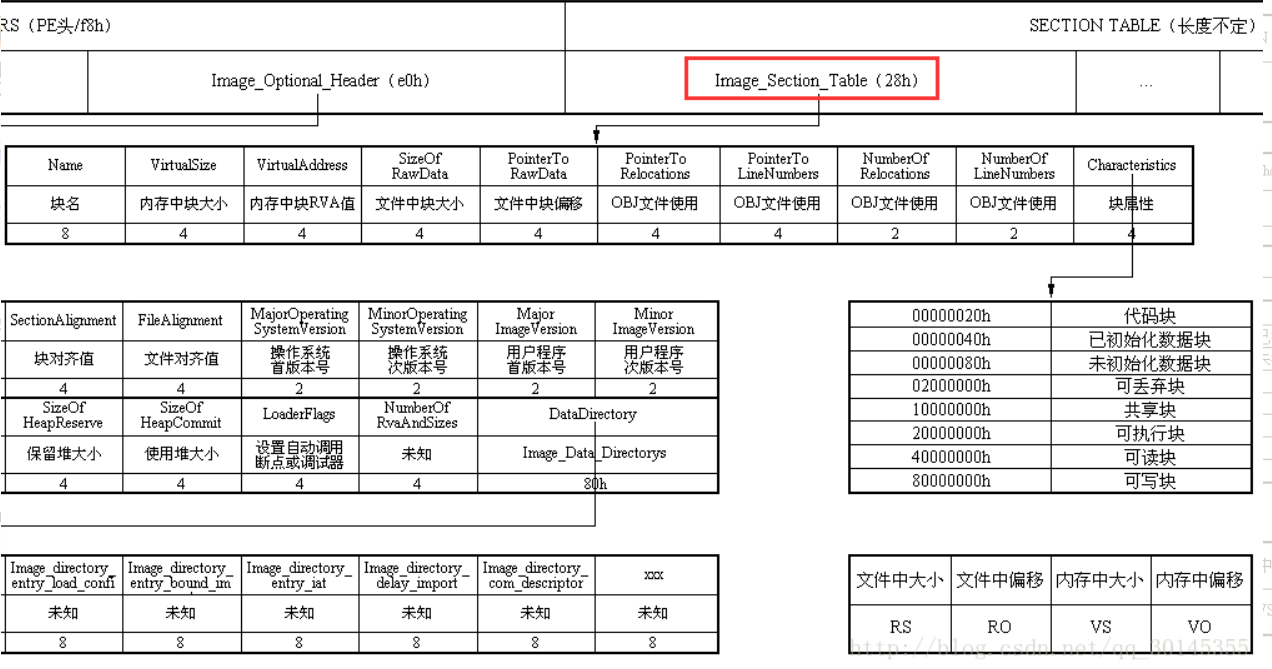 RS（PE头/f8h）
SECTION TABLE（长度不定）
Image_Optional_Header（e0h）
Image_Section_Table（28h）
...
Name VirtualSize VirtualAddress SizeOf RawData PointerTo RawData PointerTo Relocations PointerTo LineNumbers NumberOf Relocations NumberOf LineNumbers Characteristics
块名 内存中块大小 内存中块RVA值 文件中块大小 文件中块偏移 OBJ文件使用 OBJ文件使用 OBJ文件使用 OBJ文件使用 块属性
8 4 4 4 4 4 4 2 2 4
SectionAlignment FileAlignment MajorOperating SystemVersion MinorOperating SystemVersion Major ImageVersion Minor ImageVersion
块对齐值 文件对齐值 操作系统 首版本号 操作系统 次版本号 用户程序 首版本号 用户程序 次版本号
4 4 2 2 2 2
SizeOf HeapReserve SizeOf HeapCommit LoaderFlags NumberOf RvaAndSizes DataDirectory
保留堆大小 使用堆大小 设置自动调用 断点或调试器 未知 Image_Data_Directorys
4 4 4 4 80h
00000020h 代码块
00000040h 已初始化数据块
00000080h 未初始化数据块
02000000h 可丢弃块
10000000h 共享块
20000000h 可执行块
40000000h 可读块
80000000h 可写块
Image_directory_ entry_load_confi Image_directory_ entry_bound_im Image_directory_ entry_iat Image_directory_ delay_import Image_directory_ com_descriptor xxx
未知 未知 未知 未知 未知 未知
8 8 8 8 8 8
文件中大小 文件中偏移 内存中大小 内存中偏移
RS RO VS VO
http://blog.csdn.net/qq_30145355